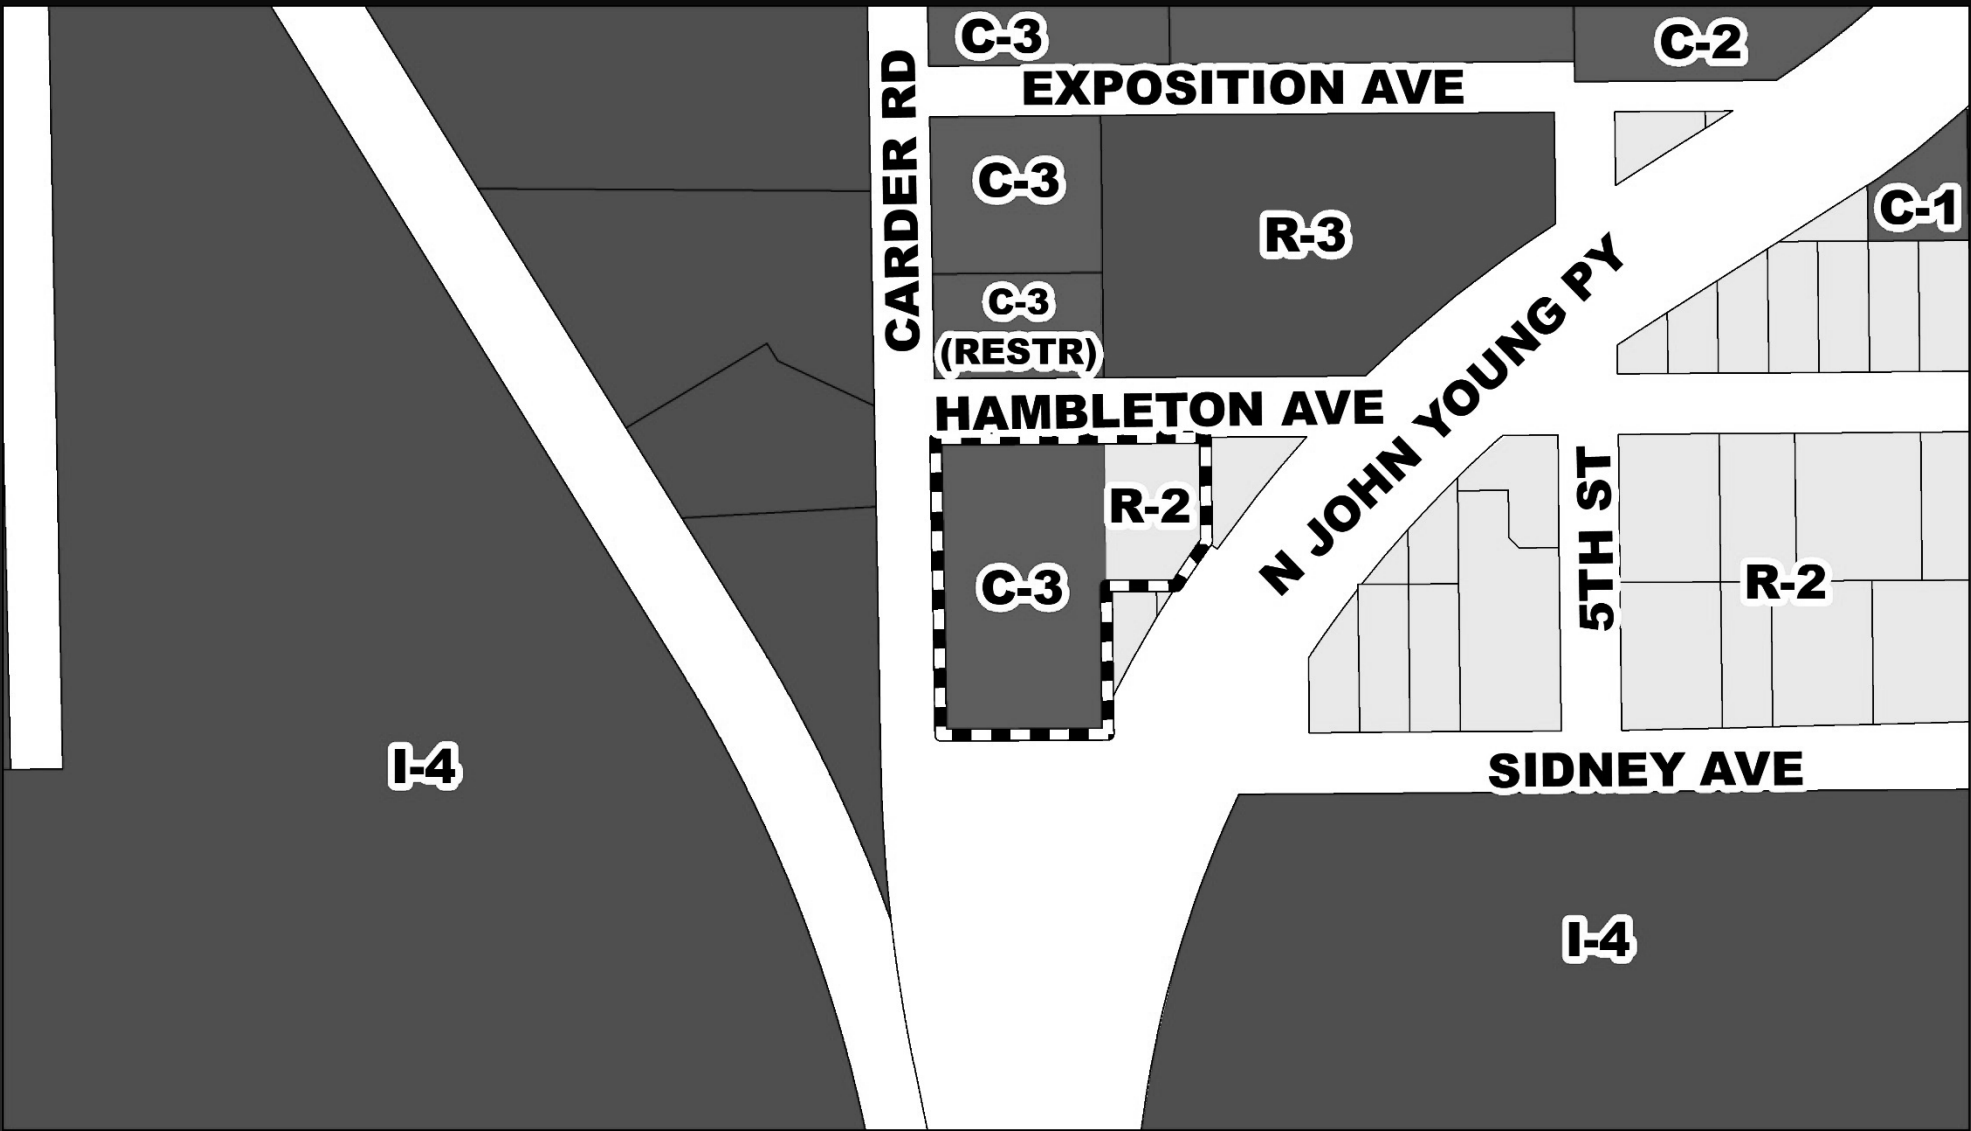 C-3
C-2
EXPOSITION AVE
CARDER RD
C-3
R-3
C-1
C-3
(RESTR)
HAMBLETON AVE
N JOHN YOUNG PY
R-2
C-3
5TH ST
R-2
I-4
SIDNEY AVE
I-4